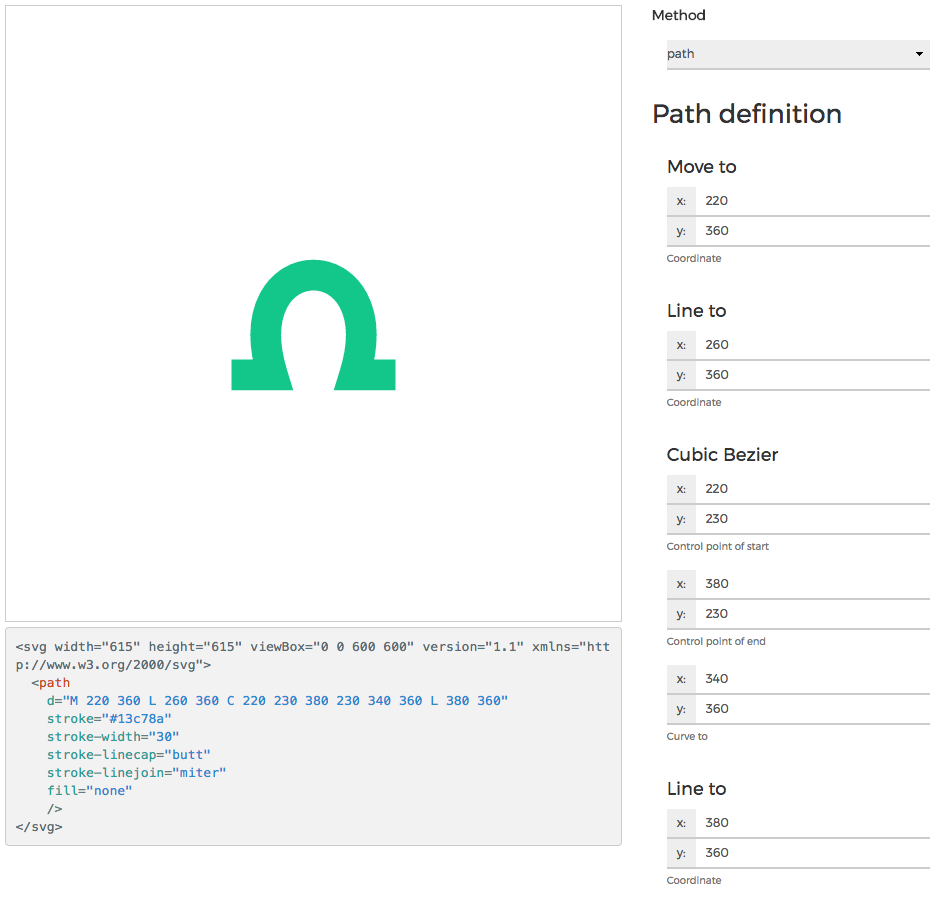 <svg width="615" height="615" viewBox="0 0 600 600" version="1.1" xmlns="htt
p://www.w3.org/2000/svg">
<path
d="M 220 360 L 260 360 C 220 230 380 230 340 360 L 380 360"
stroke="#13c78a"
stroke-width="30"
stroke-linecap="butt"
stroke-linejoin="miter"
fill="none"
/>
</svg>
Method
path
Path definition
Move to
x: 220
y: 360
Coordinate
Line to
x: 260
y: 360
Coordinate
Cubic Bezier
x: 220
y: 230
Control point of start
x: 380
y: 230
Control point of end
x: 340
y: 360
Curve to
Line to
x: 380
y: 360
Coordinate